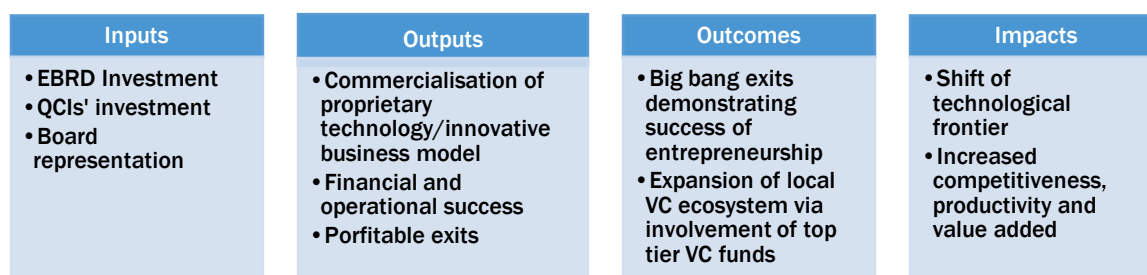 Inputs
• EBRD Investment
• QCIs' investment
• Board
representation
Outputs
• Commercialisation of
proprietary
technology/innovative
business model
• Financial and
operational success
• Porfitable exits
Outcomes
• Big bang exits
demonstrating
success of
entrepreneurship
• Expansion of local
VC ecosystem via
involvement of top
tier VC funds
Impacts
• Shift of
technological
frontier
• Increased
competitiveness,
productivity and
value added